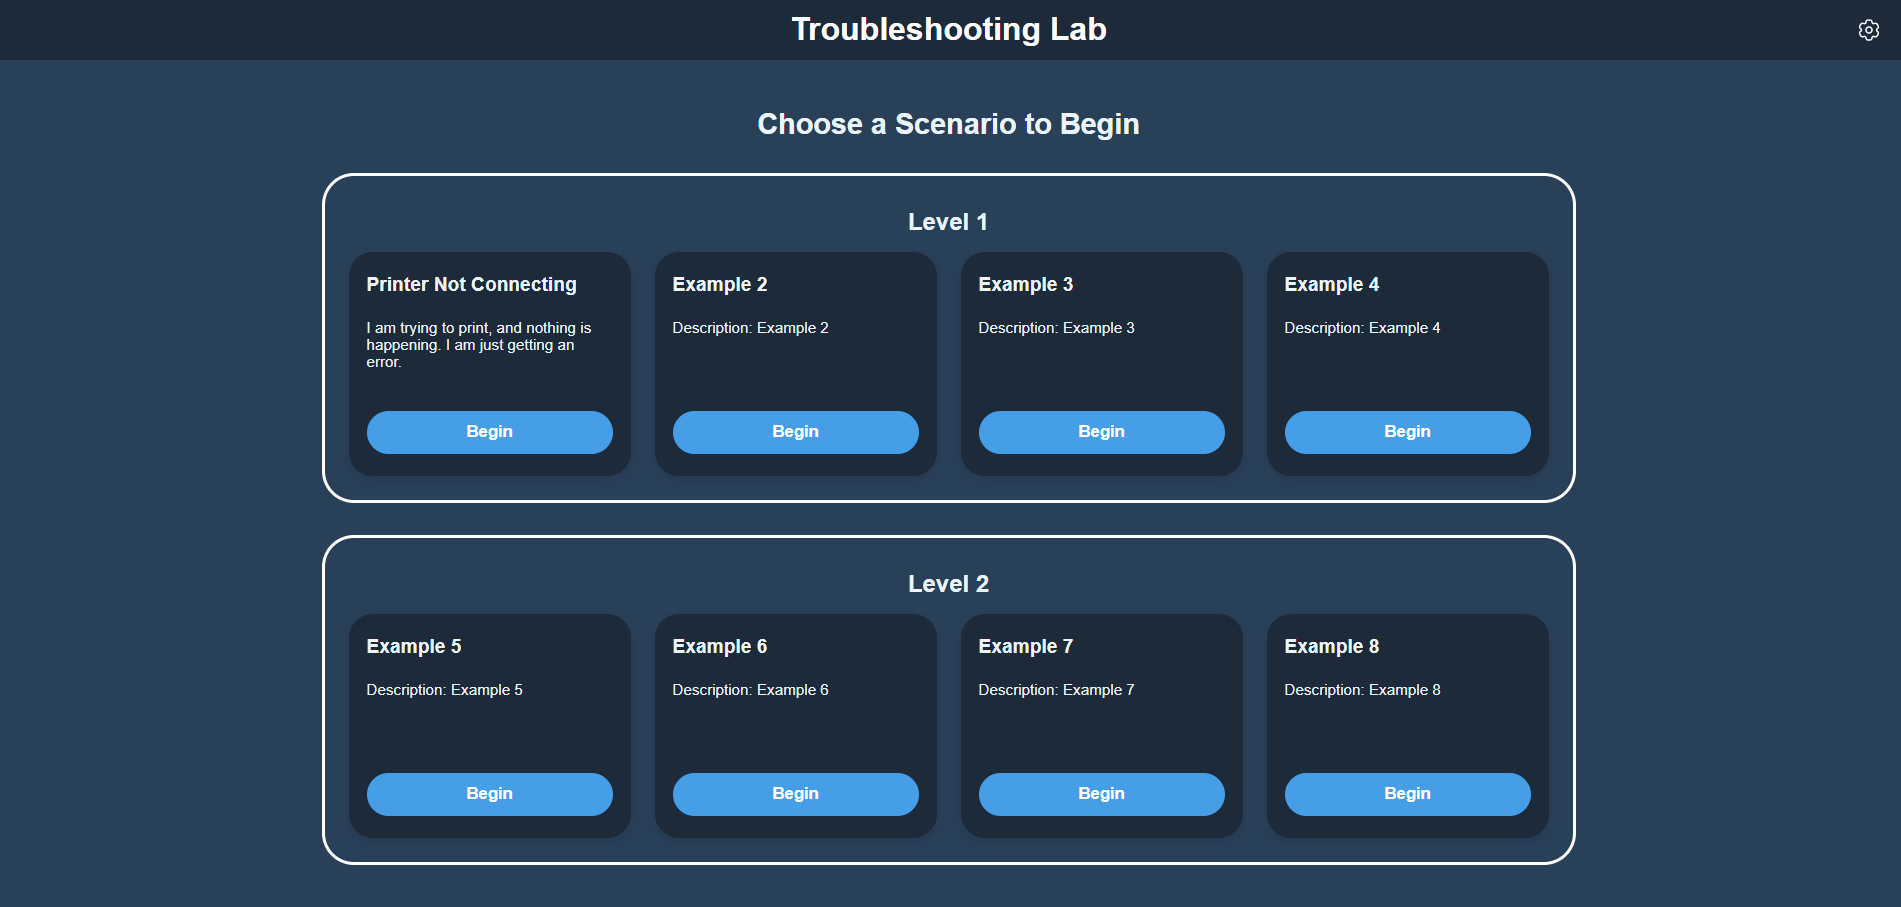 Troubleshooting Lab
Choose a Scenario to Begin
Level 1
Printer Not Connecting
I am trying to print, and nothing is
happening. I am just getting an
error.
Begin
Example 2
Description: Example 2
Begin
Example 3
Description: Example 3
Begin
Example 4
Description: Example 4
Begin
Level 2
Example 5
Description: Example 5
Begin
Example 6
Description: Example 6
Begin
Example 7
Description: Example 7
Begin
Example 8
Description: Example 8
Begin